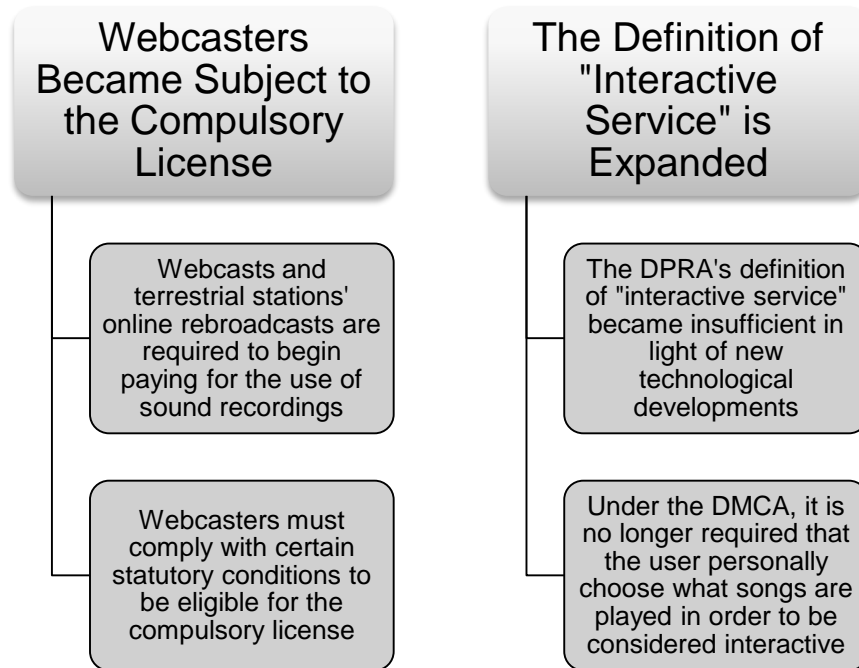 Webcasters
Became Subject to
the Compulsory
License
Webcasts and
terrestrial stations'
online rebroadcasts are
required to begin
paying for the use of
sound recordings
Webcasters must
comply with certain
statutory conditions to
be eligible for the
compulsory license
The Definition of
"Interactive
Service" is
Expanded
The DPRA's definition
of "interactive service"
became insufficient in
light of new
technological
developments
Under the DMCA, it is
no longer required that
the user personally
choose what songs are
played in order to be
considered interactive